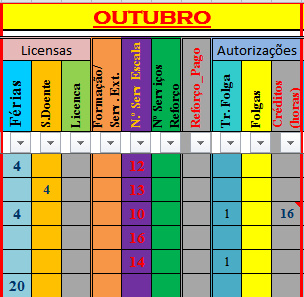 OUTUBRO
Licensas
Autorizações
Férias
S.Doente
Licenca
Formação/
Serv . Ext.
N.º Serv Escala
Nº Serviços
Reforço
Reforço_Pago
Tr. Folga
Folgas
Créditos
(horas)
4 12
4 13
4 10 1 16
16
14 1
20